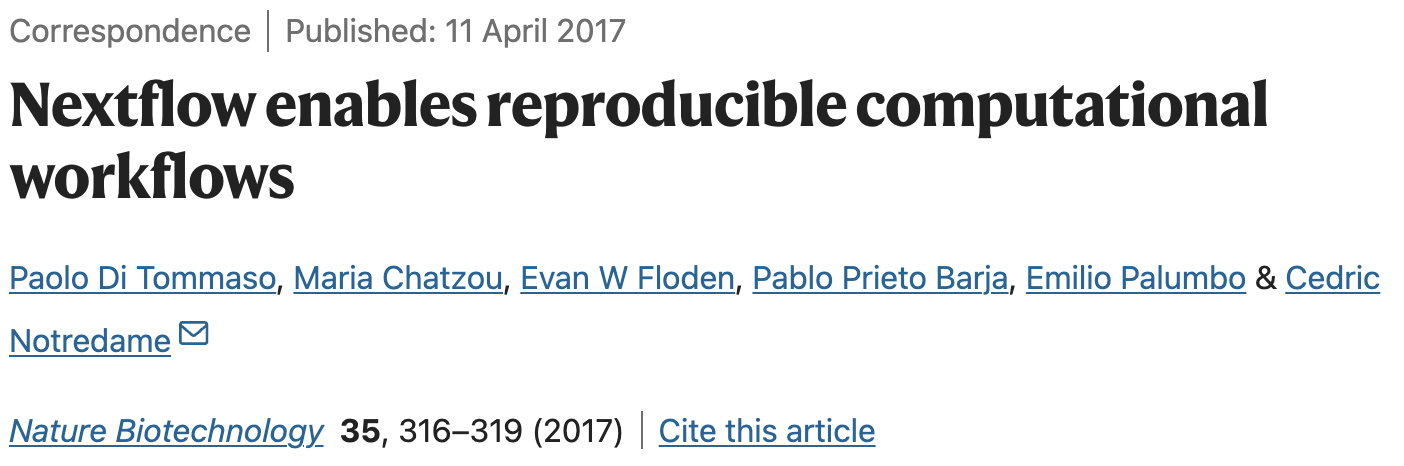 Correspondence | Published: 11 April 2017
Nextflow enables reproducible computational
workflows
Paolo Di Tommaso, Maria Chatzou, Evan W Floden, Pablo Prieto Barja, Emilio Palumbo & Cedric
Notredame
Nature Biotechnology 35, 316–319 (2017) | Cite this article